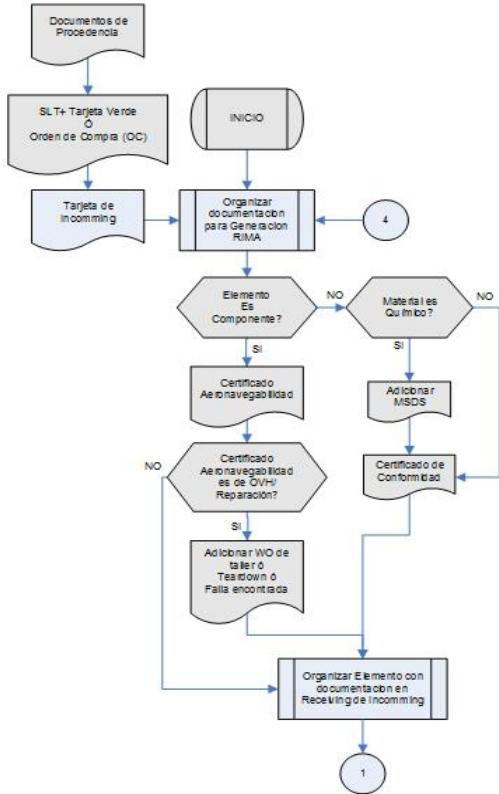 Documentos de
Procedencia
SLT+ Tarjeta Verde
Ó
Orden de Compra (OC)
INICIO
Tarjeta de
Incomming
Organizar
documentacion
para Generacion
RIMA
4
Elemento
Es
Componente?
NO
Material es
Químico?
NO
SI
SI
Certificado
Aeronavegabilidad
Adicionar
MSDS
NO
Certificado
Aeronavegabilidad
es de OVH/
Reparación?
Certificado de
Conformidad
SI
Adicionar WO de
taller ó
Teardown ó
Falla encontrada
Organizar Elemento con
documentacion en
Receiving de Incomming
1